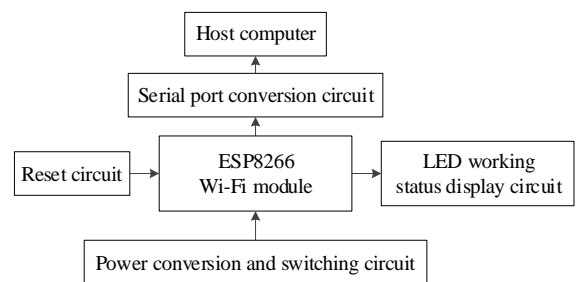 Host computer
Serial port conversion circuit
Reset circuit
ESP8266
Wi-Fi module
LED working
status display circuit
Power conversion and switching circuit